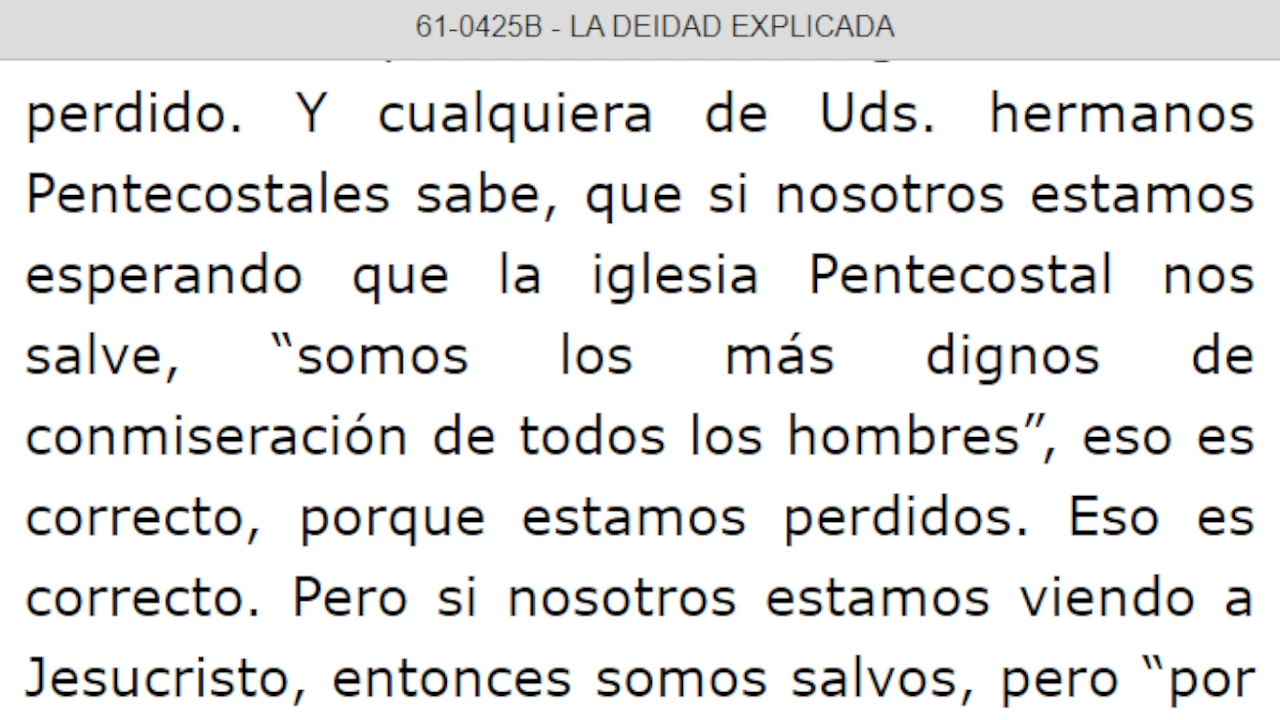 61-0425B - LA DEIDAD EXPLICADA
perdido. Y cualquiera de Uds. hermanos
Pentecostales sabe, que si nosotros estamos
esperando que la iglesia Pentecostal nos
salve, “somos los más dignos de
conmiseración de todos los hombres”, eso es
correcto, porque estamos perdidos. Eso es
correcto. Pero si nosotros estamos viendo a
Jesucristo, entonces somos salvos, pero “por